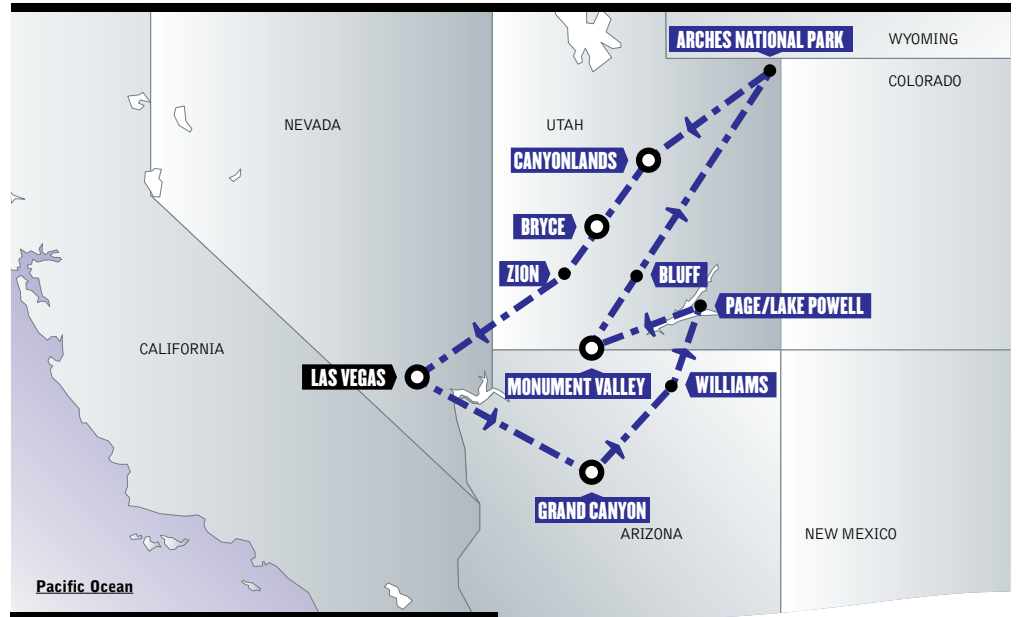 ARCHES NATIONAL PARK
WYOMING
COLORADO
NEVADA
UTAH
CANYONLANDS
BRYCE
ZION
BLUFF
PAGE/LAKE POWELL
CALIFORNIA
LAS VEGAS
MONUMENT VALLEY
WILLIAMS
GRAND CANYON
ARIZONA
NEW MEXICO
Pacific Ocean